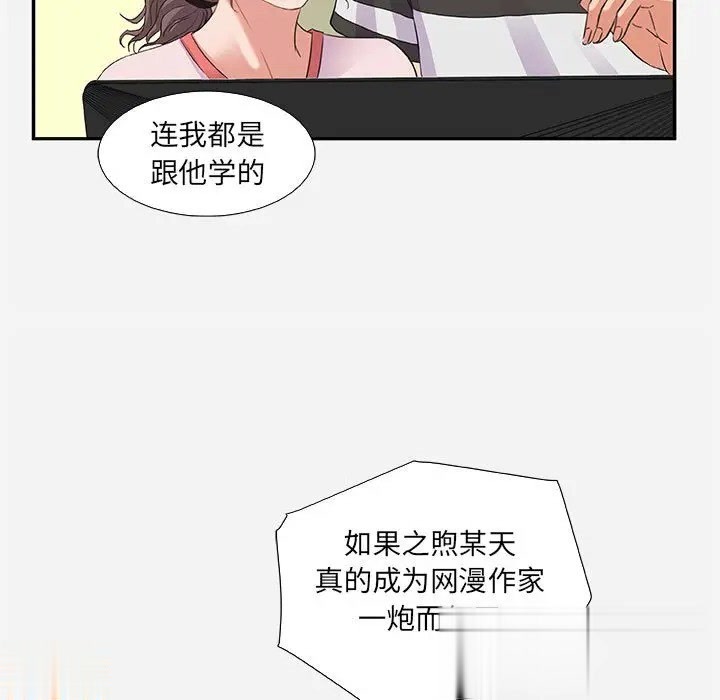 连我都是
跟他学的
如果之煦某天
真的成为网漫作家
一炮而